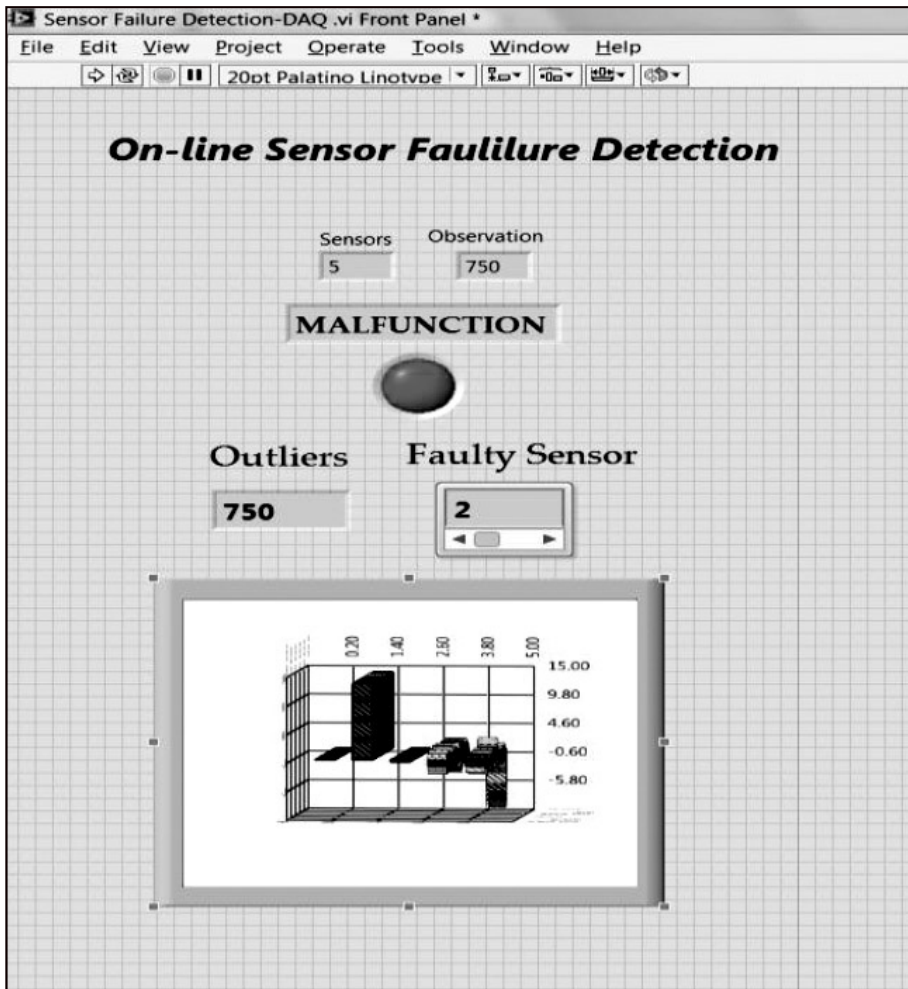 Sensor Failure Detection-DAQ .vi Front Panel *
File Edit View Project Operate Tools Window Help
20pt Palatino Linotype
On-line Sensor Faulilure Detection
Sensors Observation
5 750
MALFUNCTION
Outliers Faulty Sensor
750 2
0.20 1.40 2.60 3.80 5.00
15.00
9.80
4.60
-0.60
-5.80